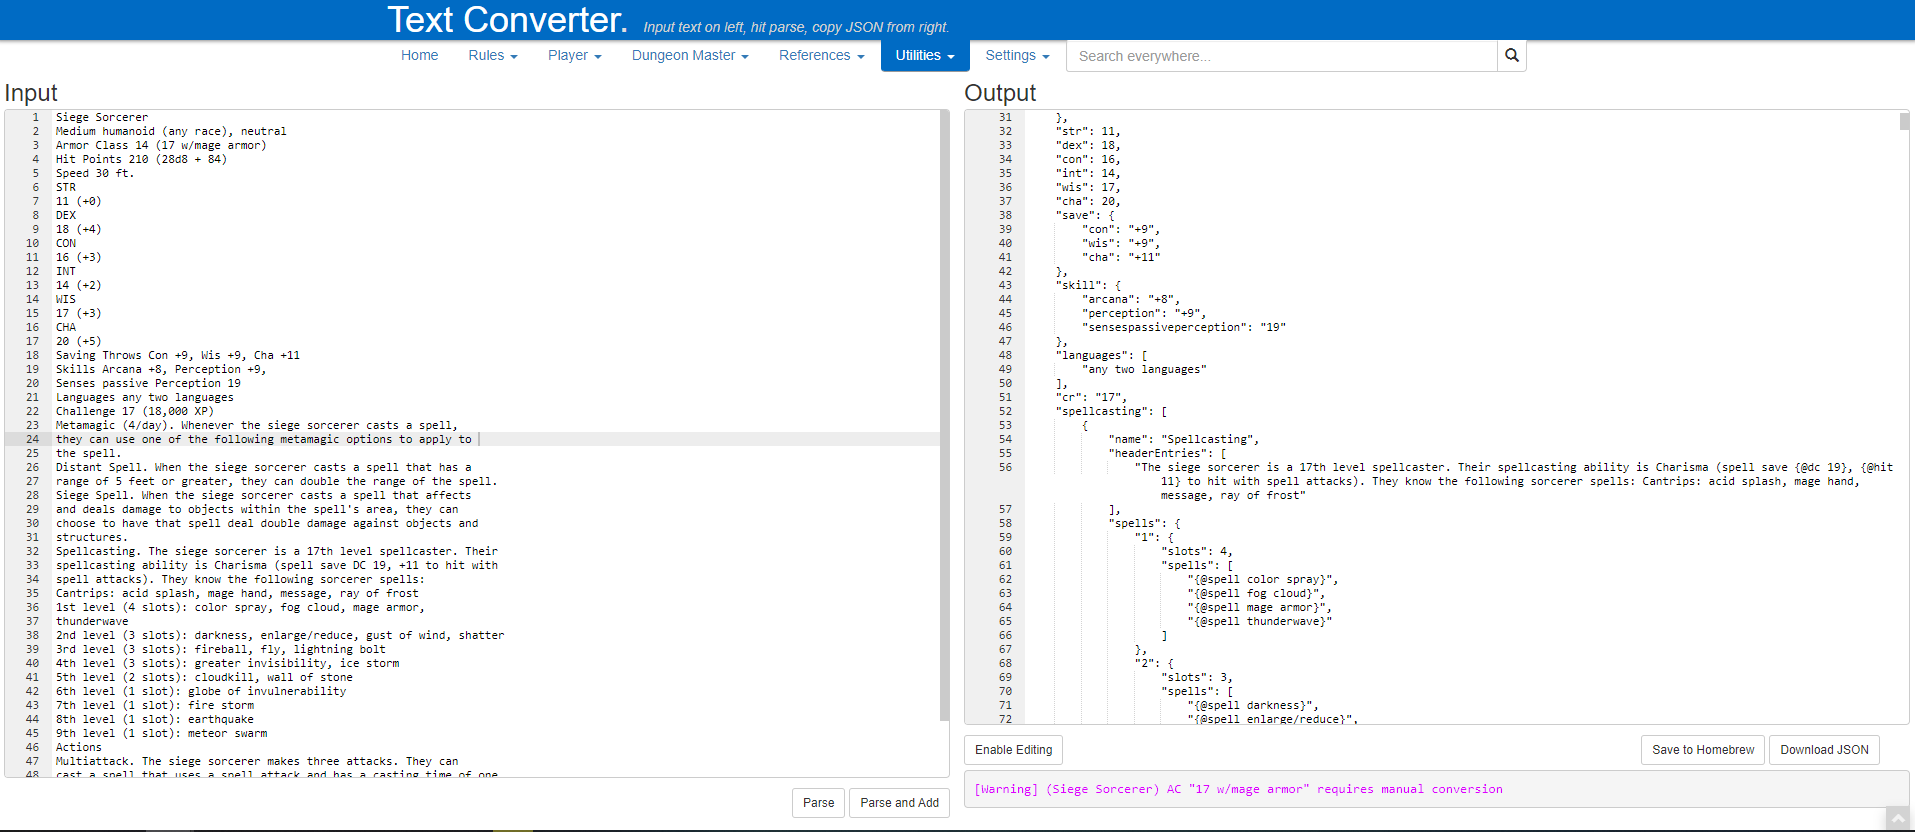 Text Converter. Input text on left, hit parse, copy JSON from right.
Home Rules Player Dungeon Master References Utilities Settings Search everywhere...
Input
1 Siege Sorcerer
2 Medium humanoid (any race), neutral
3 Armor Class 14 (17 w/mage armor)
4 Hit Points 210 (28d8 + 84)
5 Speed 30 ft.
6 STR
7 11 (+0)
8 DEX
9 18 (+4)
10 CON
11 16 (+3)
12 INT
13 14 (+2)
14 WIS
15 17 (+3)
16 CHA
17 20 (+5)
18 Saving Throws Con +9, Wis +9, Cha +11
19 Skills Arcana +8, Perception +9,
20 Senses passive Perception 19
21 Languages any two languages
22 Challenge 17 (18,000 XP)
23 Metamagic (4/day). Whenever the siege sorcerer casts a spell,
24 they can use one of the following metamagic options to apply to
25 the spell.
26 Distant Spell. When the siege sorcerer casts a spell that has a
27 range of 5 feet or greater, they can double the range of the spell.
28 Siege Spell. When the siege sorcerer casts a spell that affects
29 and deals damage to objects within the spell's area, they can
30 choose to have that spell deal double damage against objects and
31 structures.
32 Spellcasting. The siege sorcerer is a 17th level spellcaster. Their
33 spellcasting ability is Charisma (spell save DC 19, +11 to hit with
34 spell attacks). They know the following sorcerer spells:
35 Cantrips: acid splash, mage hand, message, ray of frost
36 1st level (4 slots): color spray, fog cloud, mage armor,
37 thunderwave
38 2nd level (3 slots): darkness, enlarge/reduce, gust of wind, shatter
39 3rd level (3 slots): fireball, fly, lightning bolt
40 4th level (3 slots): greater invisibility, ice storm
41 5th level (2 slots): cloudkill, wall of stone
42 6th level (1 slot): globe of invulnerability
43 7th level (1 slot): fire storm
44 8th level (1 slot): earthquake
45 9th level (1 slot): meteor swarm
46 Actions
47 Multiattack. The siege sorcerer makes three attacks. They can
48 cast a spell that uses a spell attack and has a casting time of one
Parse Parse and Add
Output
31 },
32 "str": 11,
33 "dex": 18,
34 "con": 16,
35 "int": 14,
36 "wis": 17,
37 "cha": 20,
38 "save": {
39 "con": "+9",
40 "wis": "+9",
41 "cha": "+11"
42 },
43 "skill": {
44 "arcana": "+8",
45 "perception": "+9",
46 "sensespassiveperception": "19"
47 },
48 "languages": [
49 "any two languages"
50 ],
51 "cr": "17",
52 "spellcasting": [
53 {
54 "name": "Spellcasting",
55 "headerEntries": [
56 "The siege sorcerer is a 17th level spellcaster. Their spellcasting ability is Charisma (spell save {@dc 19}, {@hit
11} to hit with spell attacks). They know the following sorcerer spells: Cantrips: acid splash, mage hand,
message, ray of frost"
57 ],
58 "spells": {
59 "1": {
60 "slots": 4,
61 "spells": [
62 "{@spell color spray}",
63 "{@spell fog cloud}",
64 "{@spell mage armor}",
65 "{@spell thunderwave}"
66 ]
67 },
68 "2": {
69 "slots": 3,
70 "spells": [
71 "{@spell darkness}",
72 "{@spell enlarge/reduce}",
Enable Editing Save to Homebrew Download JSON
[Warning] (Siege Sorcerer) AC "17 w/mage armor" requires manual conversion